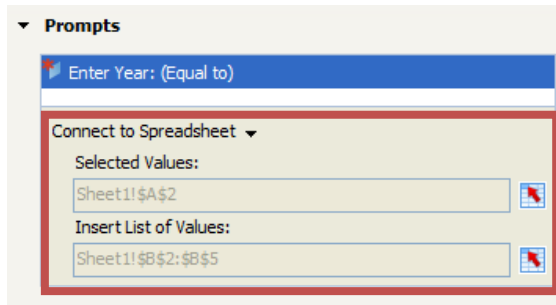 Prompts
Enter Year: (Equal to)
Connect to Spreadsheet
Selected Values:
Sheet1!$A$2
Insert List of Values:
Sheet1!$B$2:$B$5